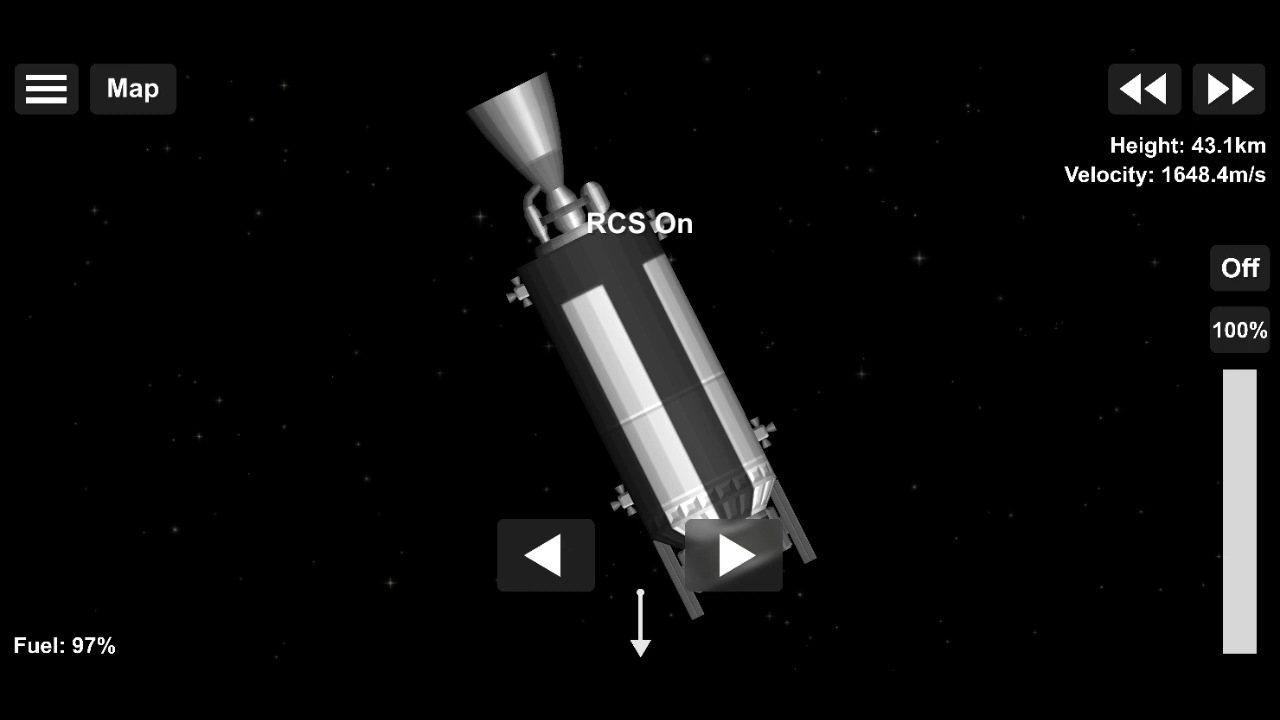 Map
Height: 43.1km
Velocity: 1648.4m/s
RCS On
Off
100%
Fuel: 97%